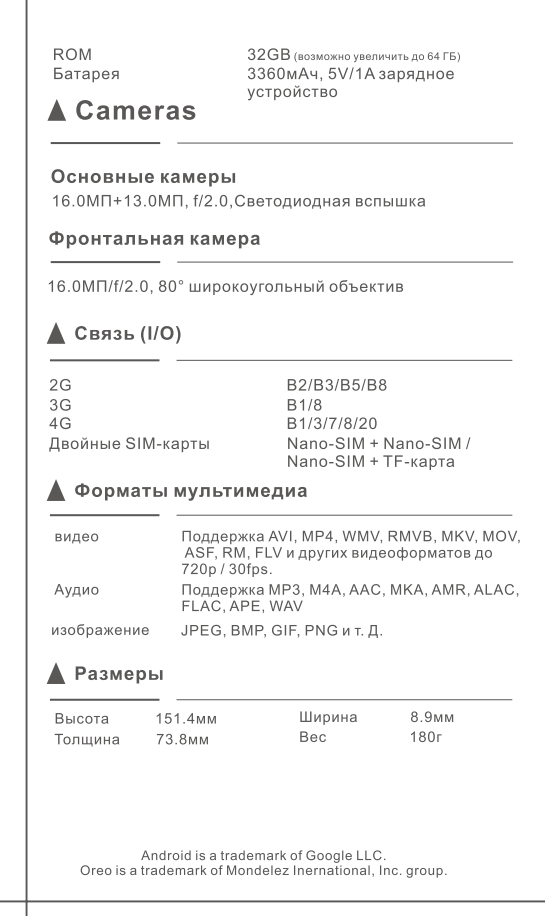 ROM 32GB (возможно увеличить до 64 ГБ)
Батарея 3360мАч, 5V/1A зарядное
устройство
Cameras
Основные камеры
16.0МП+13.0МП, f/2.0,Светодиодная вспышка
Фронтальная камера
16.0МП/f/2.0, 80° широкоугольный объектив
Связь (I/O)
2G B2/B3/B5/B8
3G B1/8
4G B1/3/7/8/20
Двойные SIM-карты Nano-SIM + Nano-SIM /
Nano-SIM + TF-карта
Форматы мультимедиа
видео Поддержка AVI, MP4, WMV, RMVB, MKV, MOV,
ASF, RM, FLV и других видеоформатов до
720p / 30fps.
Аудио Поддержка MP3, M4A, AAC, MKA, AMR, ALAC,
FLAC, APE, WAV
изображение JPEG, BMP, GIF, PNG и т. Д.
Размеры
Высота 151.4мм Ширина 8.9мм
Толщина 73.8мм Вес 180г
Android is a trademark of Google LLC.
Oreo is a trademark of Mondelez Inernational, Inc. group.